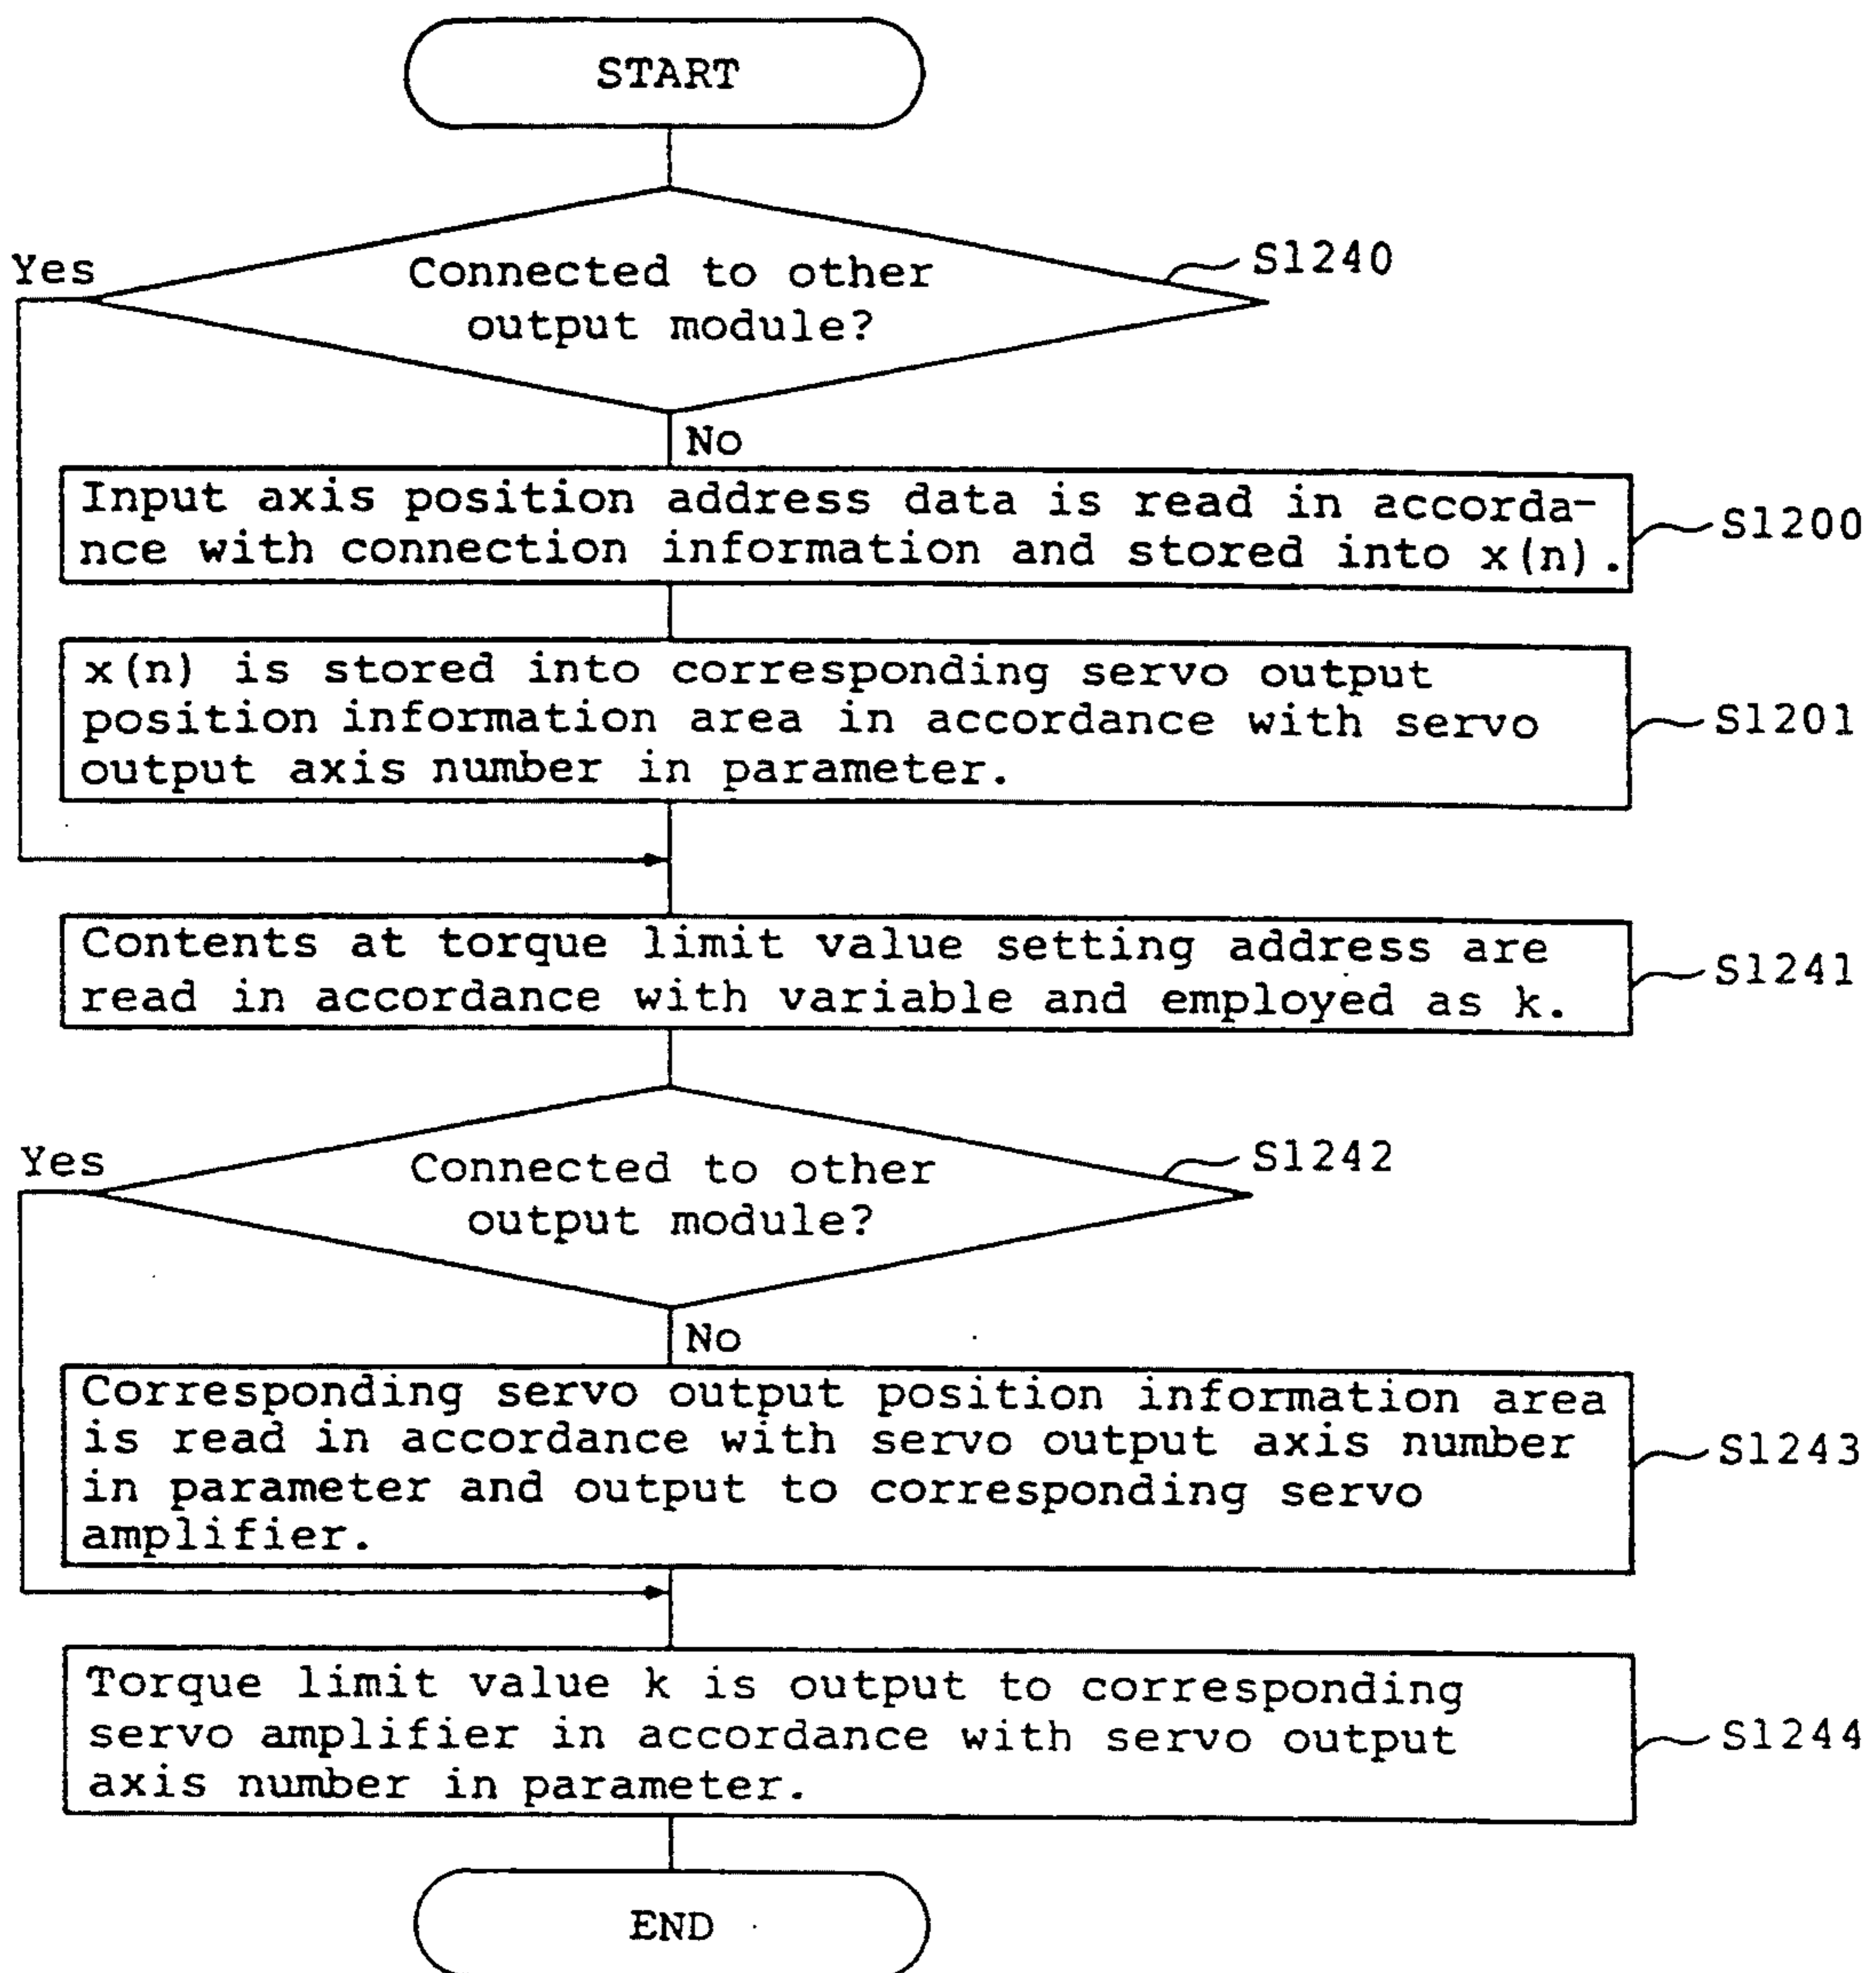 START
Yes
Connected to other
output module?
S1240
No
Input axis position address data is read in accorda-
nce with connection information and stored into x(n).
S1200
x(n) is stored into corresponding servo output
position information area in accordance with servo
output axis number in parameter.
S1201
Contents at torque limit value setting address are
read in accordance with variable and employed as k.
S1241
Yes
Connected to other
output module?
S1242
No
Corresponding servo output position information area
is read in accordance with servo output axis number
in parameter and output to corresponding servo
amplifier.
S1243
Torque limit value k is output to corresponding
servo amplifier in accordance with servo output
axis number in parameter.
S1244
END